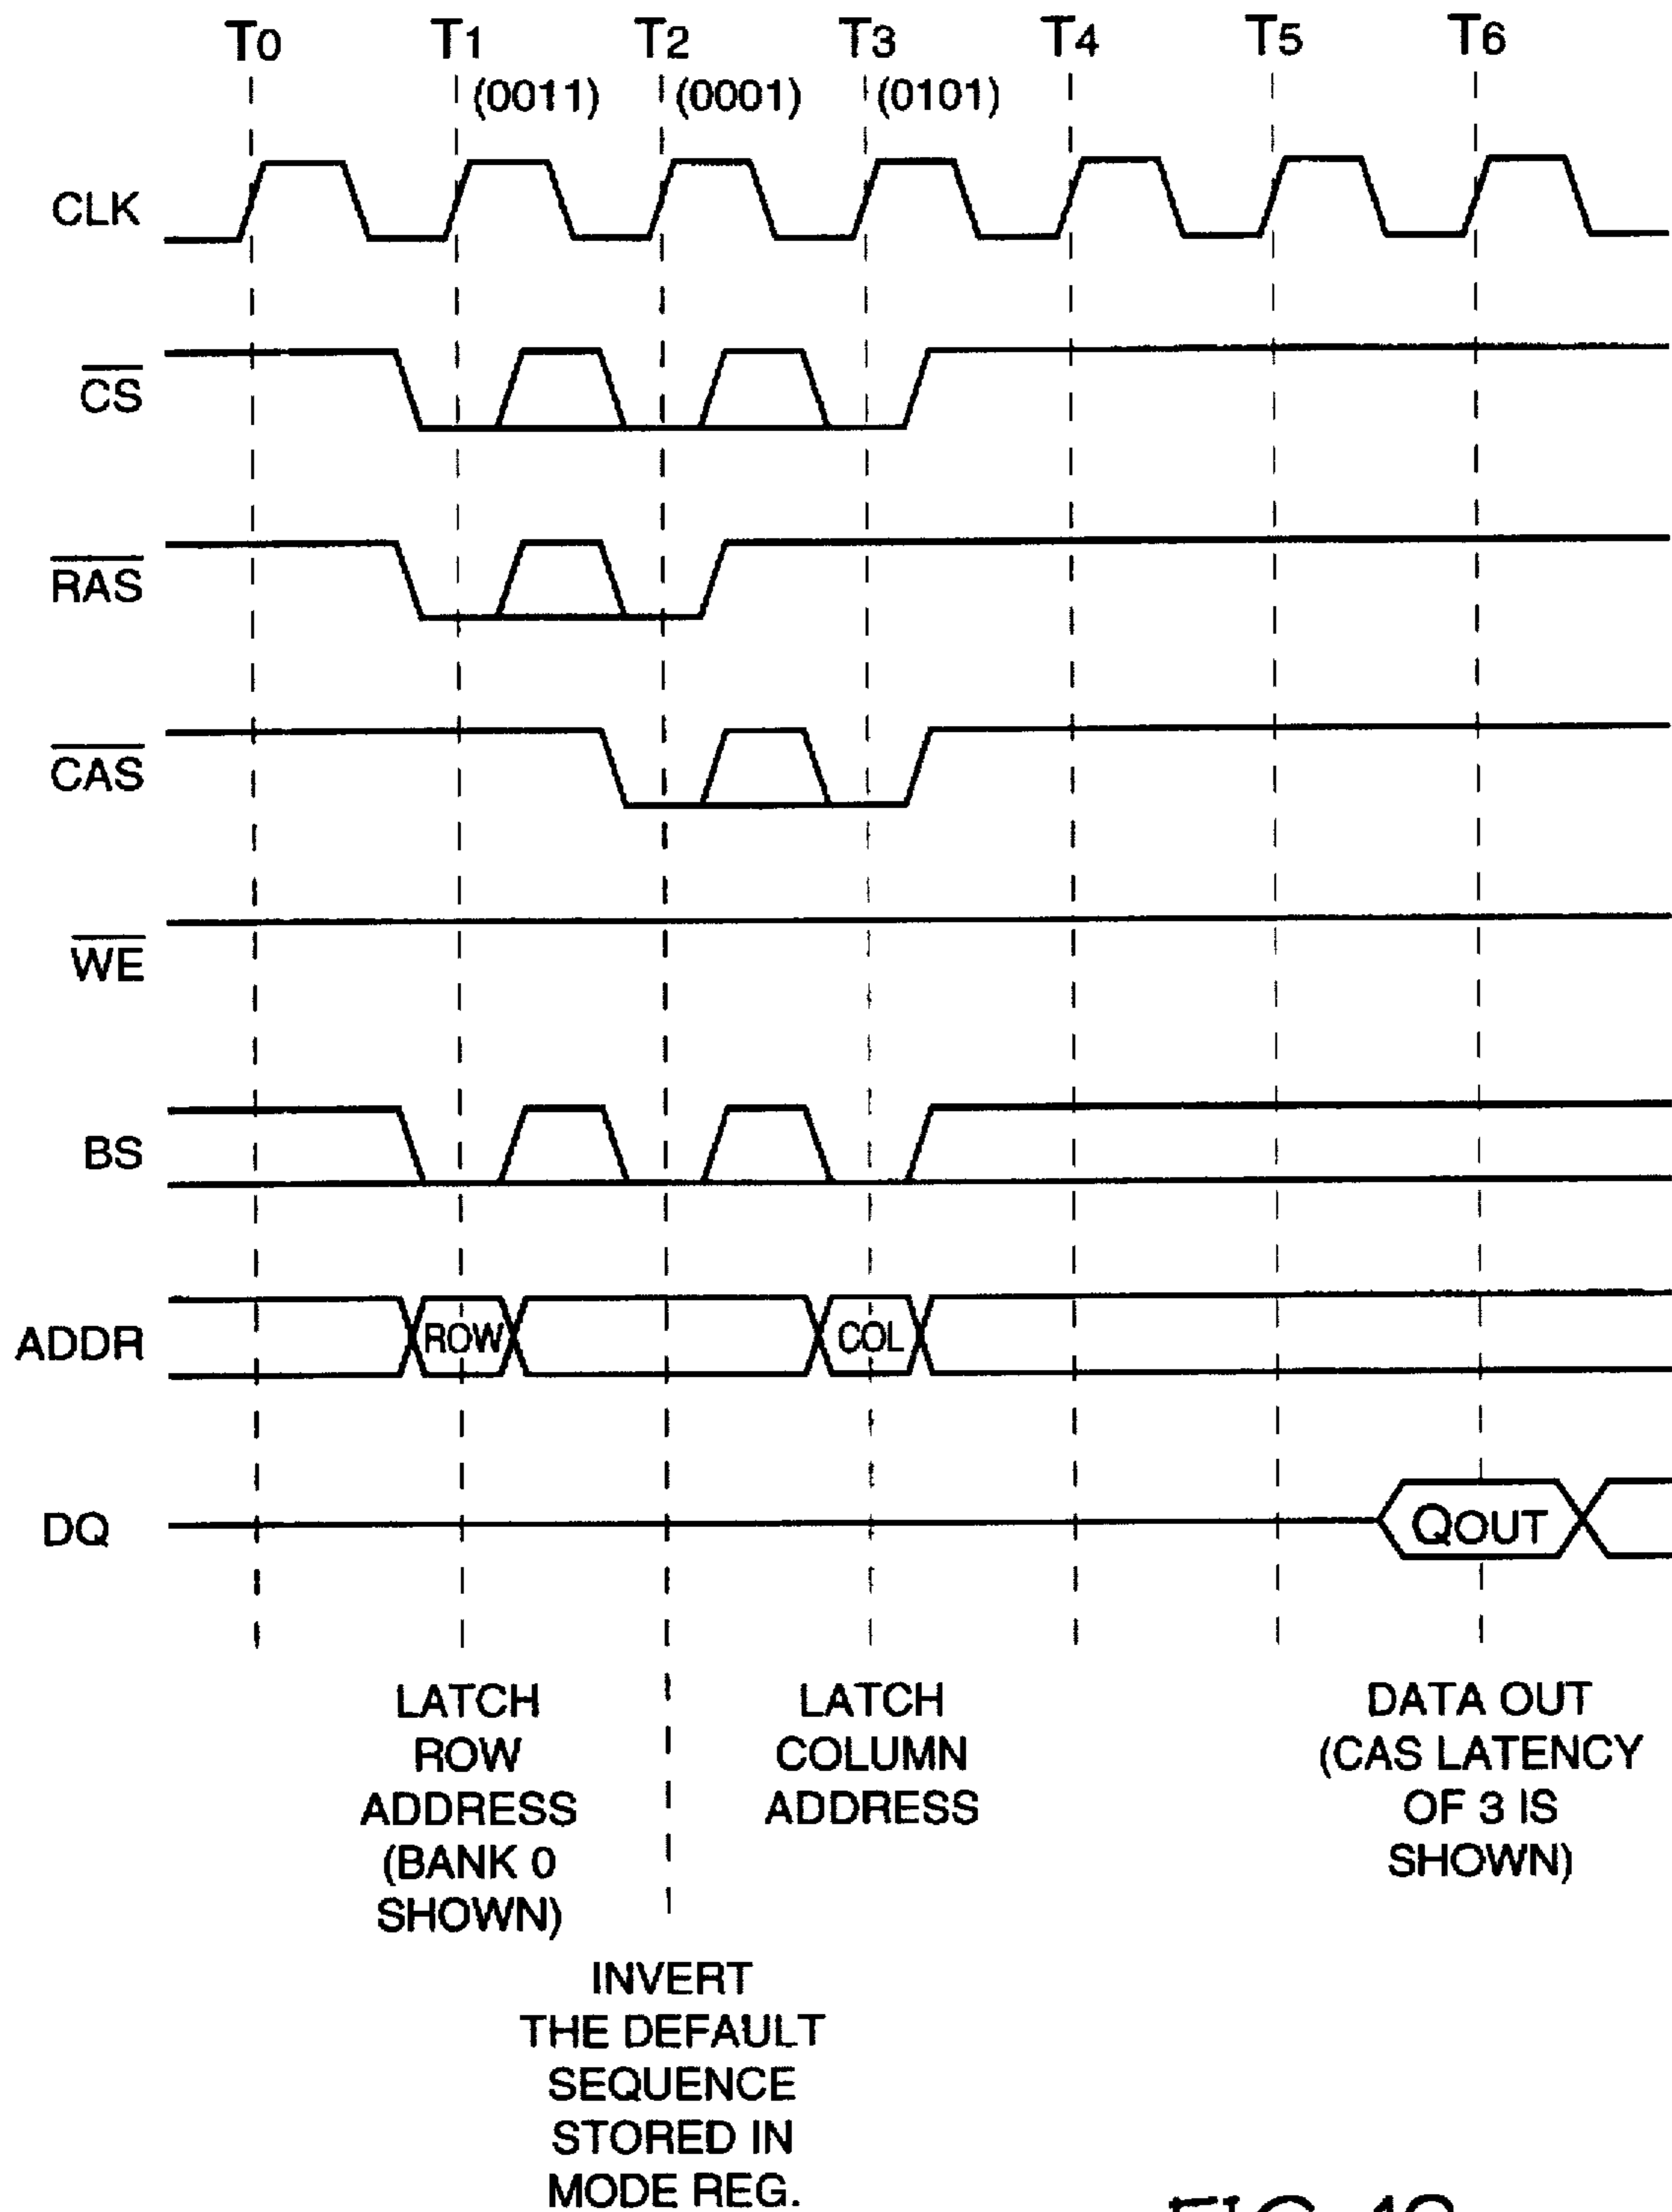 T0 T1 T2 T3 T4 T5 T6
(0011) (0001) (0101)
CLK
CS
RAS
CAS
WE
BS
ADDR ROW COL
DQ QOUT
LATCH
ROW
ADDRESS
(BANK 0
SHOWN)
INVERT
THE DEFAULT
SEQUENCE
STORED IN
MODE REG.
LATCH
COLUMN
ADDRESS
DATA OUT
(CAS LATENCY
OF 3 IS
SHOWN)